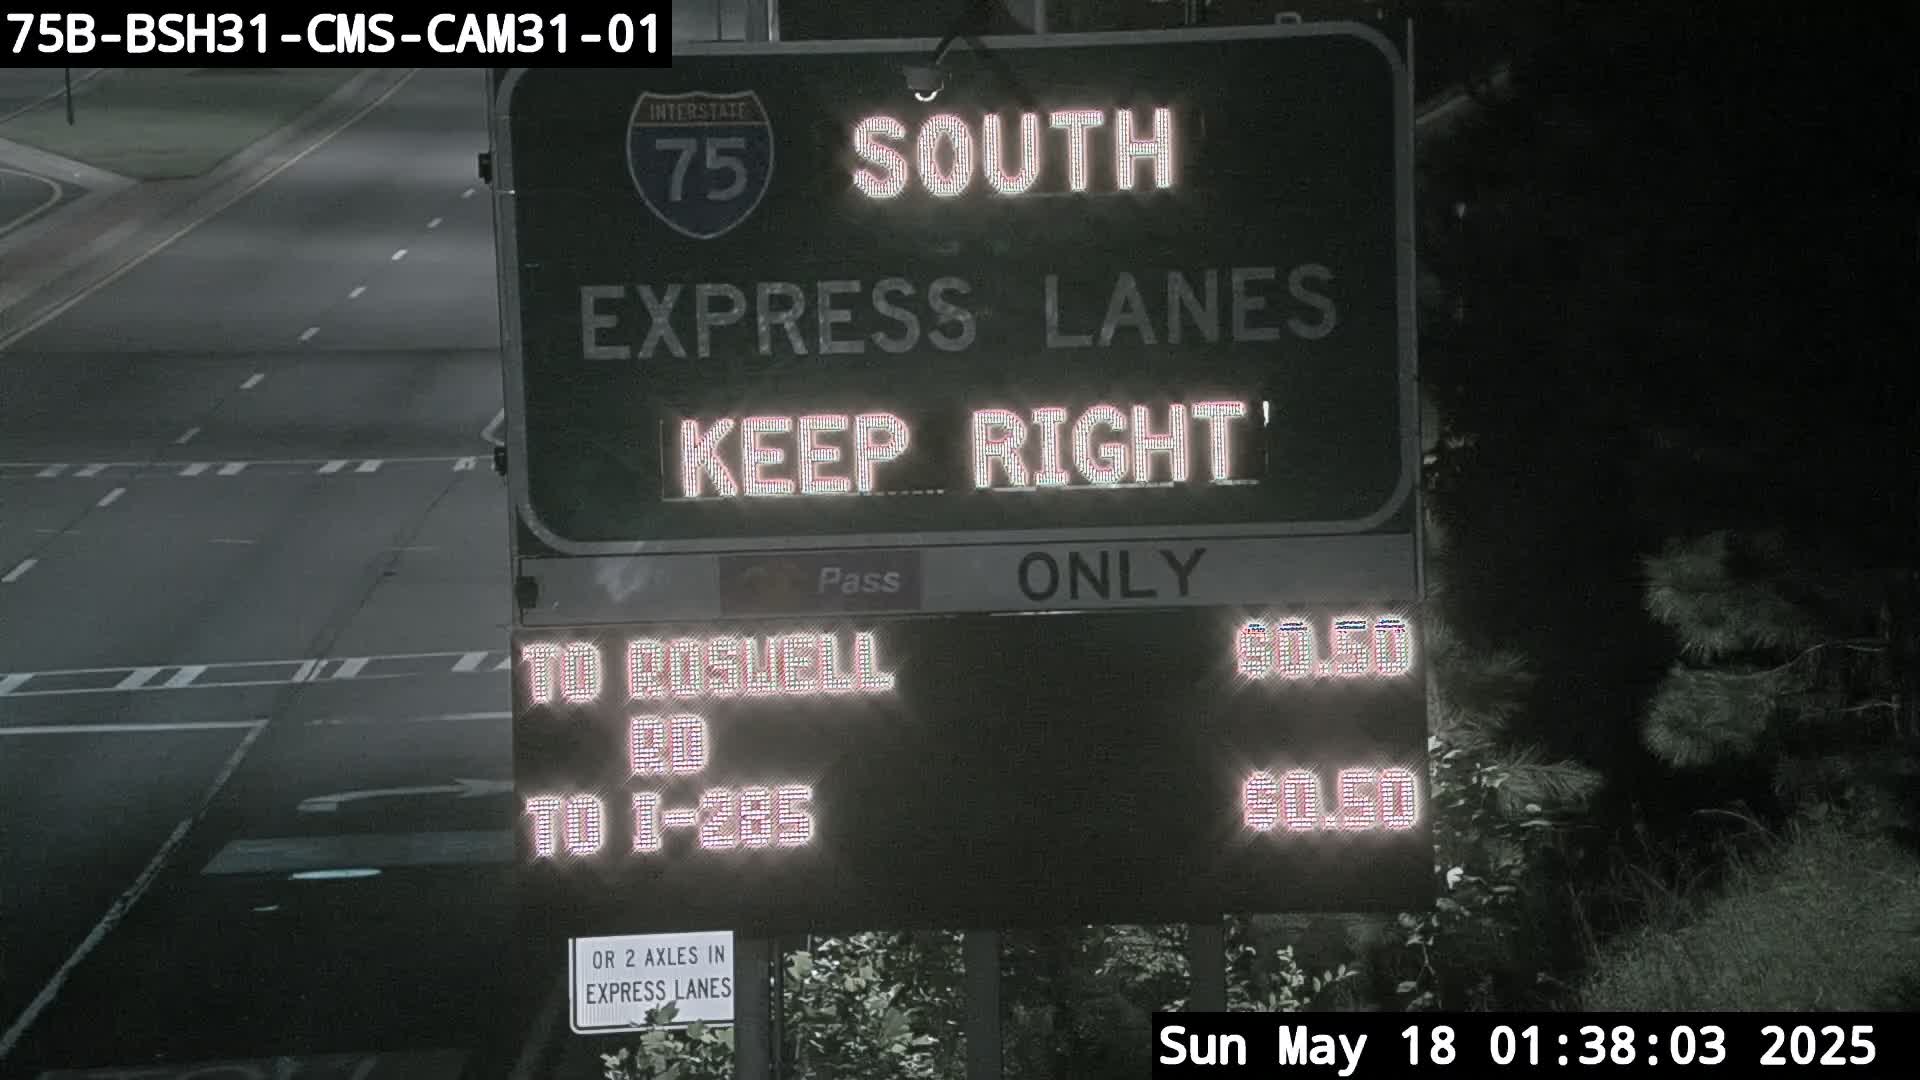 75B-BSH31-CMS-CAM31-01
INTERSTATE
75
SOUTH
EXPRESS LANES
KEEP RIGHT
Pass ONLY
TO ROSWELL $0.50
RD
TO I-285 $0.50
OR 2 AXLES IN
EXPRESS LANES
Sun May 18 01:38:03 2025